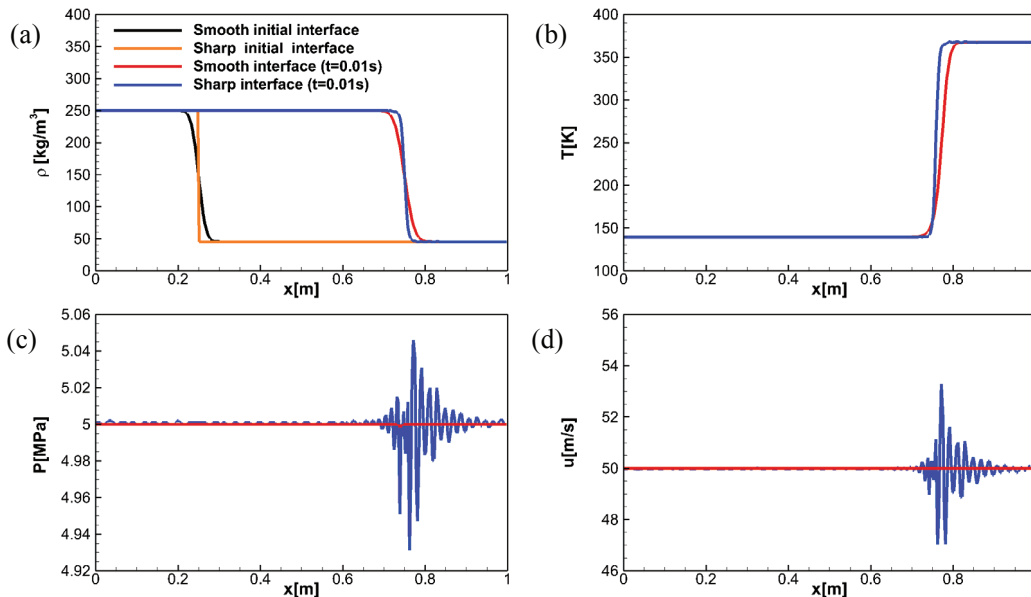 (a)
Smooth initial interface
Sharp initial interface
Smooth interface (t=0.01s)
Sharp interface (t=0.01s)
400
350
300
250
200
150
100
50
0
ρ [kg/m³]
0 0.2 0.4 0.6 0.8 1
x[m]
(b)
400
350
300
250
200
150
100
T[K]
0 0.2 0.4 0.6 0.8
x[m]
(c)
5.06
5.04
5.02
5
4.98
4.96
4.94
4.92
P[MPa]
0 0.2 0.4 0.6 0.8 1
x[m]
(d)
56
54
52
50
48
46
u[m/s]
0 0.2 0.4 0.6 0.8
x[m]